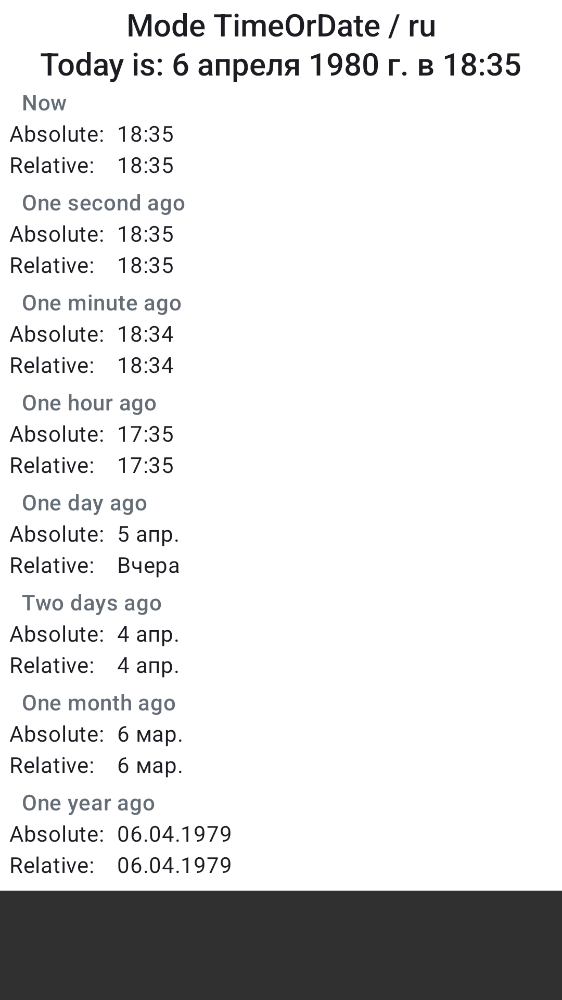 Mode TimeOrDate / ru
Today is: 6 апреля 1980 г. в 18:35
Now
Absolute: 18:35
Relative: 18:35
One second ago
Absolute: 18:35
Relative: 18:35
One minute ago
Absolute: 18:34
Relative: 18:34
One hour ago
Absolute: 17:35
Relative: 17:35
One day ago
Absolute: 5 апр.
Relative: Вчера
Two days ago
Absolute: 4 апр.
Relative: 4 апр.
One month ago
Absolute: 6 мар.
Relative: 6 мар.
One year ago
Absolute: 06.04.1979
Relative: 06.04.1979